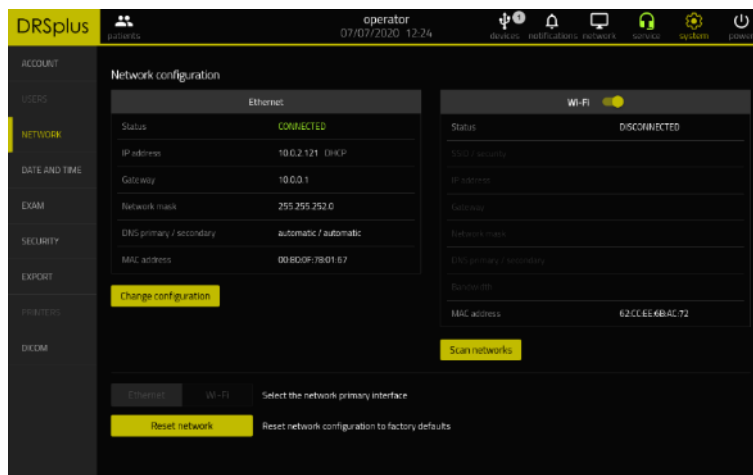 DRSplus
patients
operator
07/07/2020 12:24
1
devices
notifications
network
service
system
power
ACCOUNT
USERS
NETWORK
DATE AND TIME
EXAM
SECURITY
EXPORT
PRINTERS
DICOM
Network configuration
Ethernet
Status CONNECTED
IP address 10.0.2.121 DHCP
Gateway 10.0.0.1
Network mask 255.255.252.0
DNS primary / secondary automatic / automatic
MAC address 00:80:0F:78:01:67
Change configuration
Wi-Fi
Status DISCONNECTED
SSID / security
IP address
Gateway
Network mask
DNS primary / secondary
Bandwidth
MAC address 62:CC:EE:6B:AC:72
Scan networks
Ethernet Wi-Fi Select the network primary interface
Reset network Reset network configuration to factory defaults